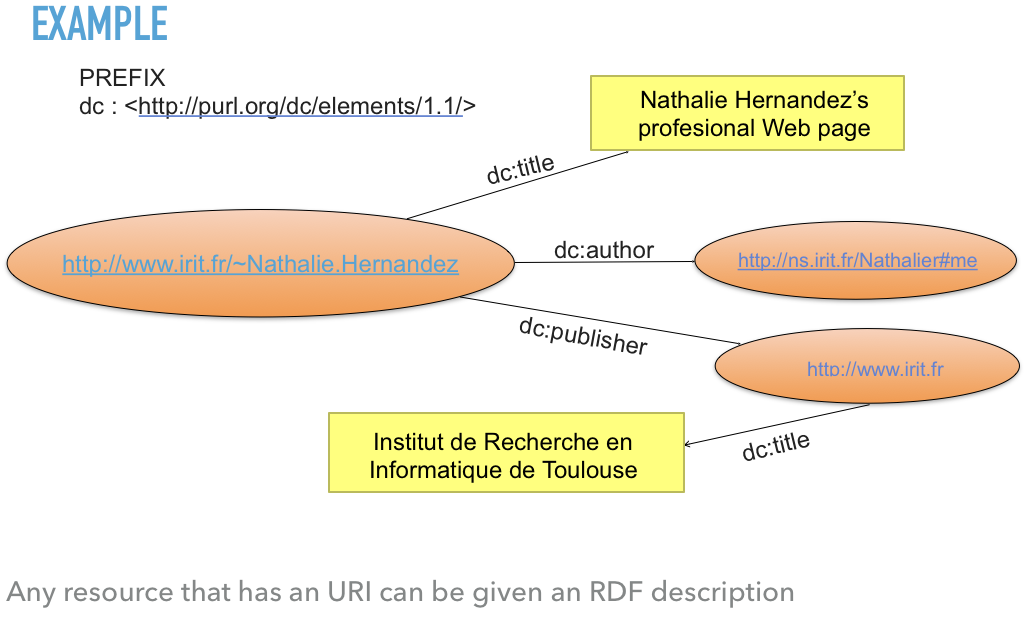 EXAMPLE
PREFIX
dc : <http://purl.org/dc/elements/1.1/>
Nathalie Hernandez’s
profesional Web page
dc:title
http://www.irit.fr/~Nathalie.Hernandez
dc:author
http://ns.irit.fr/Nathalier#me
dc:publisher
http://www.irit.fr
Institut de Recherche en
Informatique de Toulouse
dc:title
Any resource that has an URI can be given an RDF description